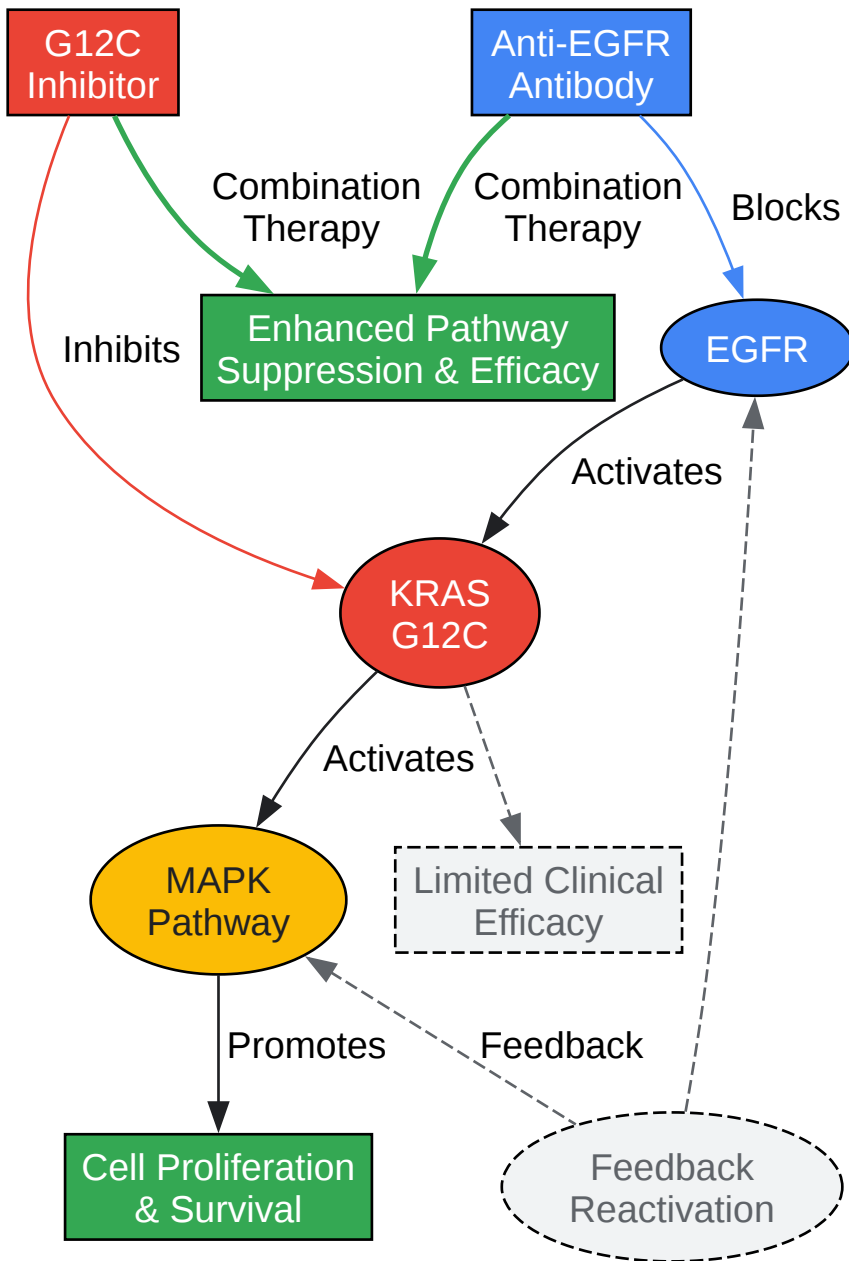 G12C
Inhibitor
Anti-EGFR
Antibody
Combination
Therapy
Combination
Therapy
Blocks
Inhibits
Enhanced Pathway
Suppression & Efficacy
EGFR
Activates
KRAS
G12C
Activates
MAPK
Pathway
Limited Clinical
Efficacy
Promotes
Feedback
Cell Proliferation
& Survival
Feedback
Reactivation